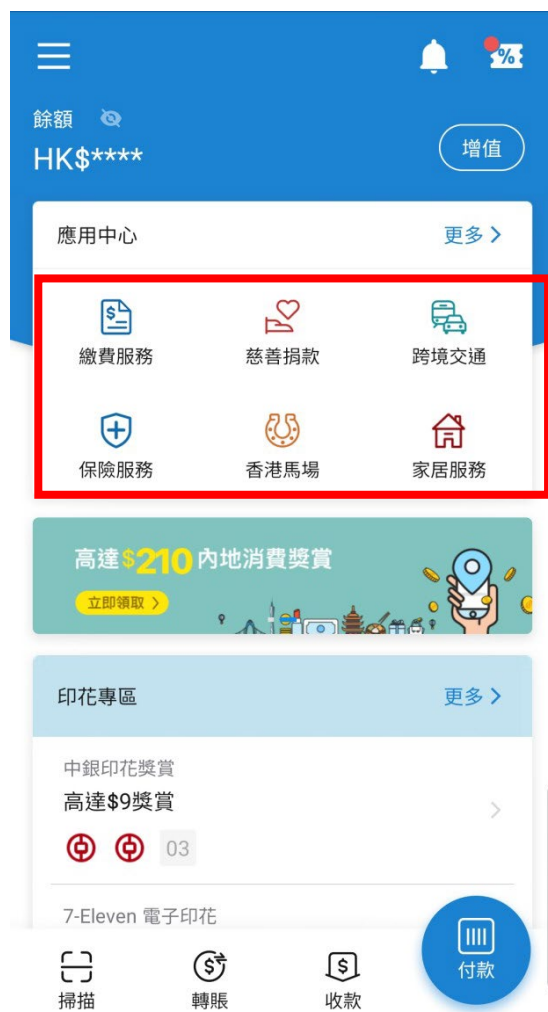 %
餘額
HK$****
增值
應用中心
更多 >
$
繳費服務
慈善捐款
跨境交通
保險服務
香港馬場
家居服務
高達$210內地消費獎賞
立即領取 >
印花專區
更多 >
中銀印花獎賞
高達$9獎賞
03
7-Eleven 電子印花
掃描
轉賬
收款
付款